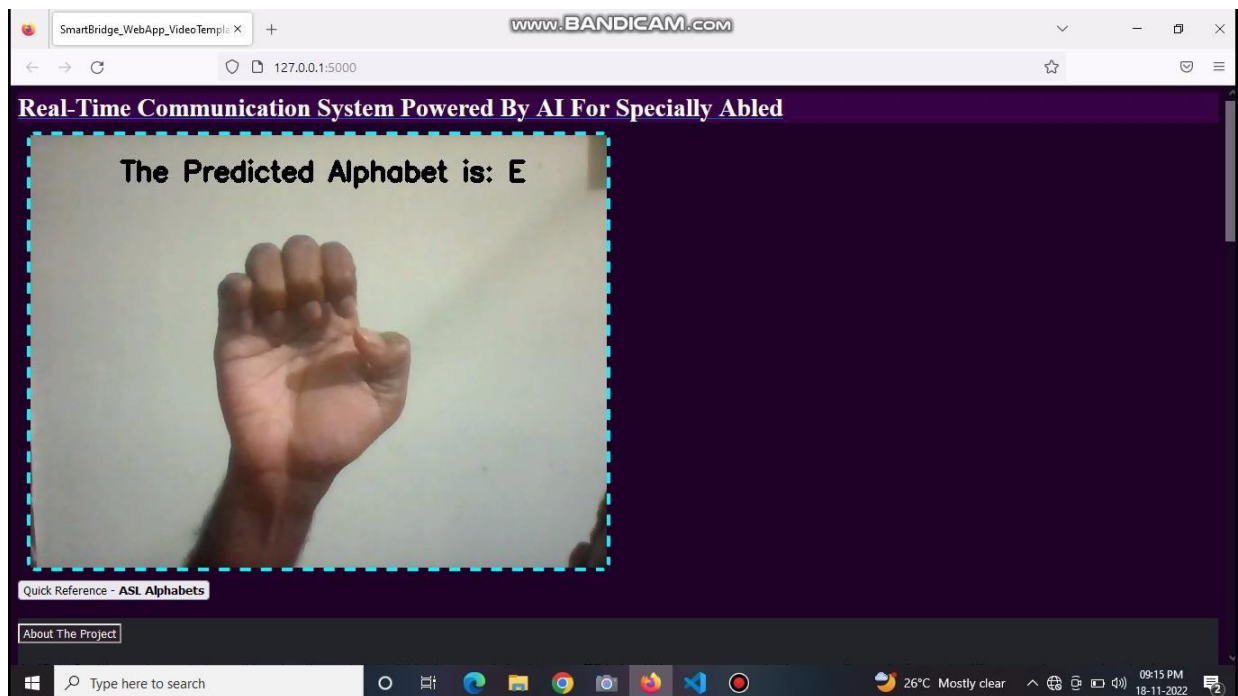 www.BANDICAM.com
SmartBridge_WebApp_VideoTempla
127.0.0.1:5000
Real-Time Communication System Powered By AI For Specially Abled
The Predicted Alphabet is: E
Quick Reference - ASL Alphabets
About The Project
Type here to search
26°C Mostly clear
09:15 PM
18-11-2022
2